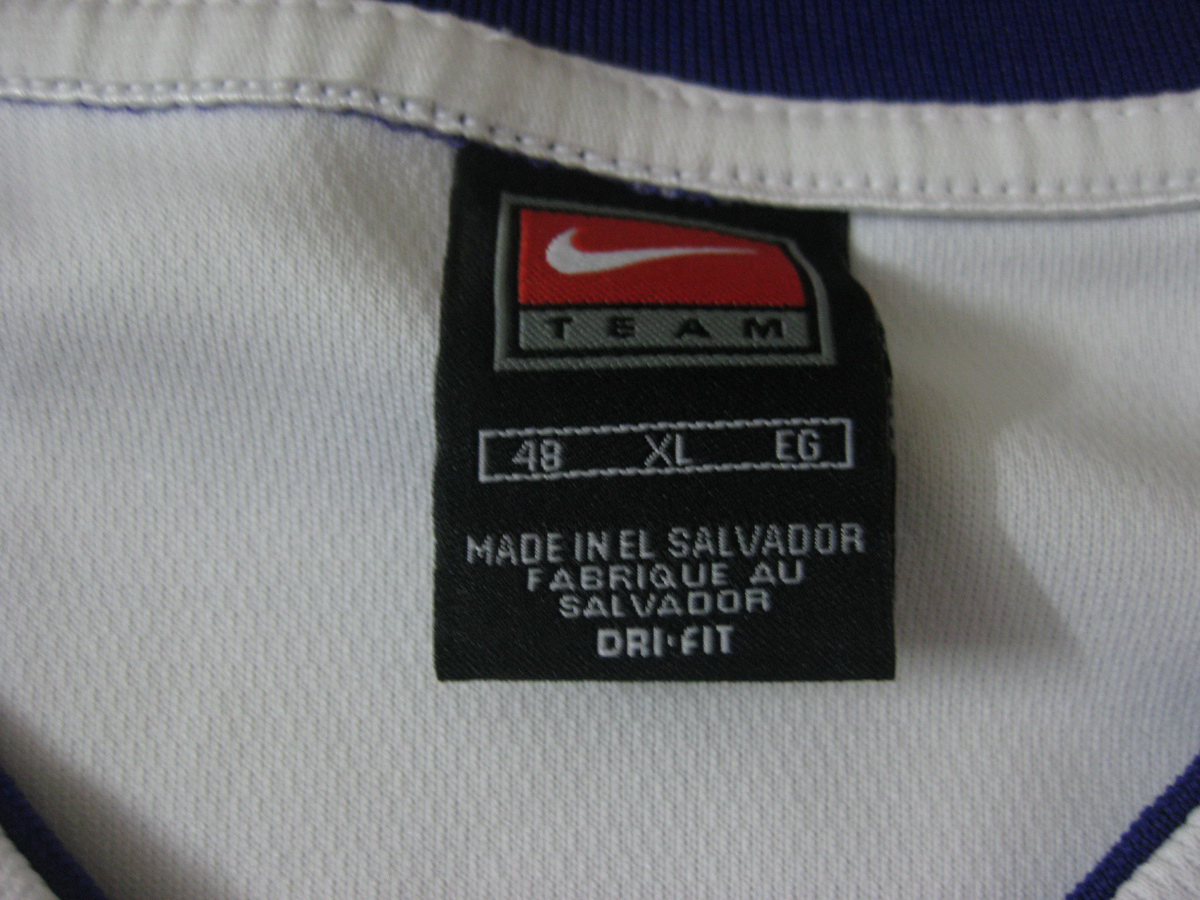 TEAM
48 XL EG
MADE IN EL SALVADOR
FABRIQUE AU
SALVADOR
DRI·FIT